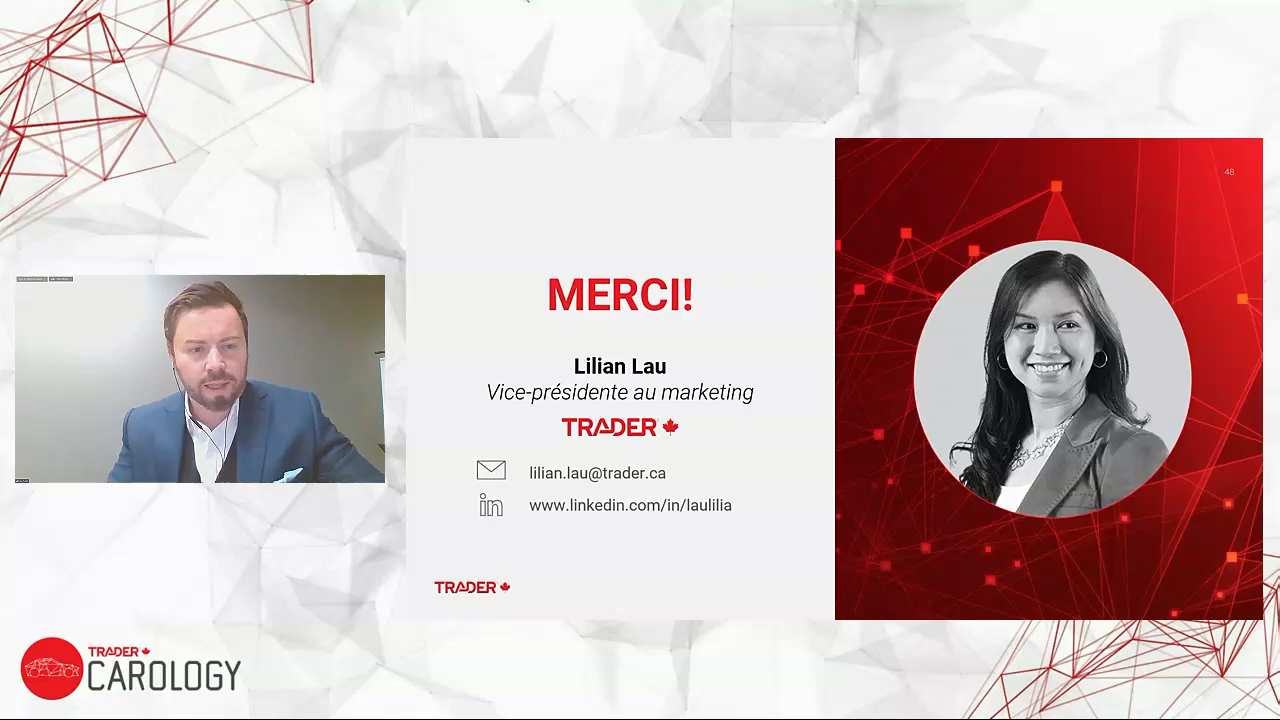 48
MERCI!
Lilian Lau
Vice-présidente au marketing
TRADER
lilian.lau@trader.ca
in
www.linkedin.com/in/laulilia
TRADER
TRADER
CAROLOGY